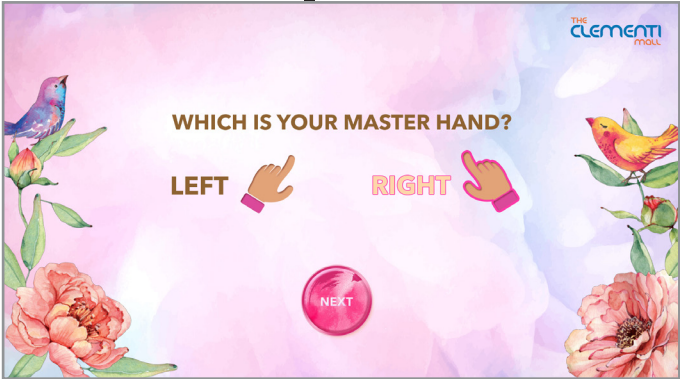 THE
CLEMENTI
MALL
WHICH IS YOUR MASTER HAND?
LEFT
RIGHT
NEXT